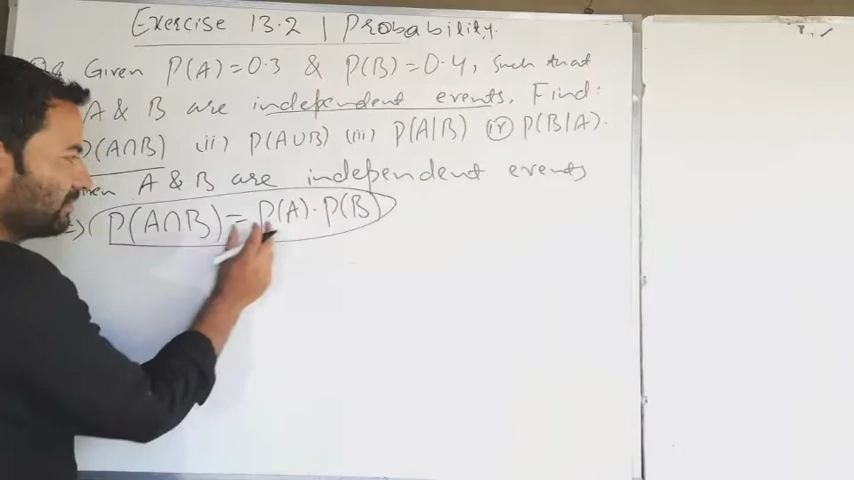 Exercise 13.2 | Probability.
Given P(A)=0.3 & P(B)=0.4, Such that
A & B are independent events. Find:
P(A∩B) ii) P(A∪B) (iii) P(A|B) (iv) P(B|A).
A & B are independent events
⇒ P(A∩B) = P(A)·P(B)